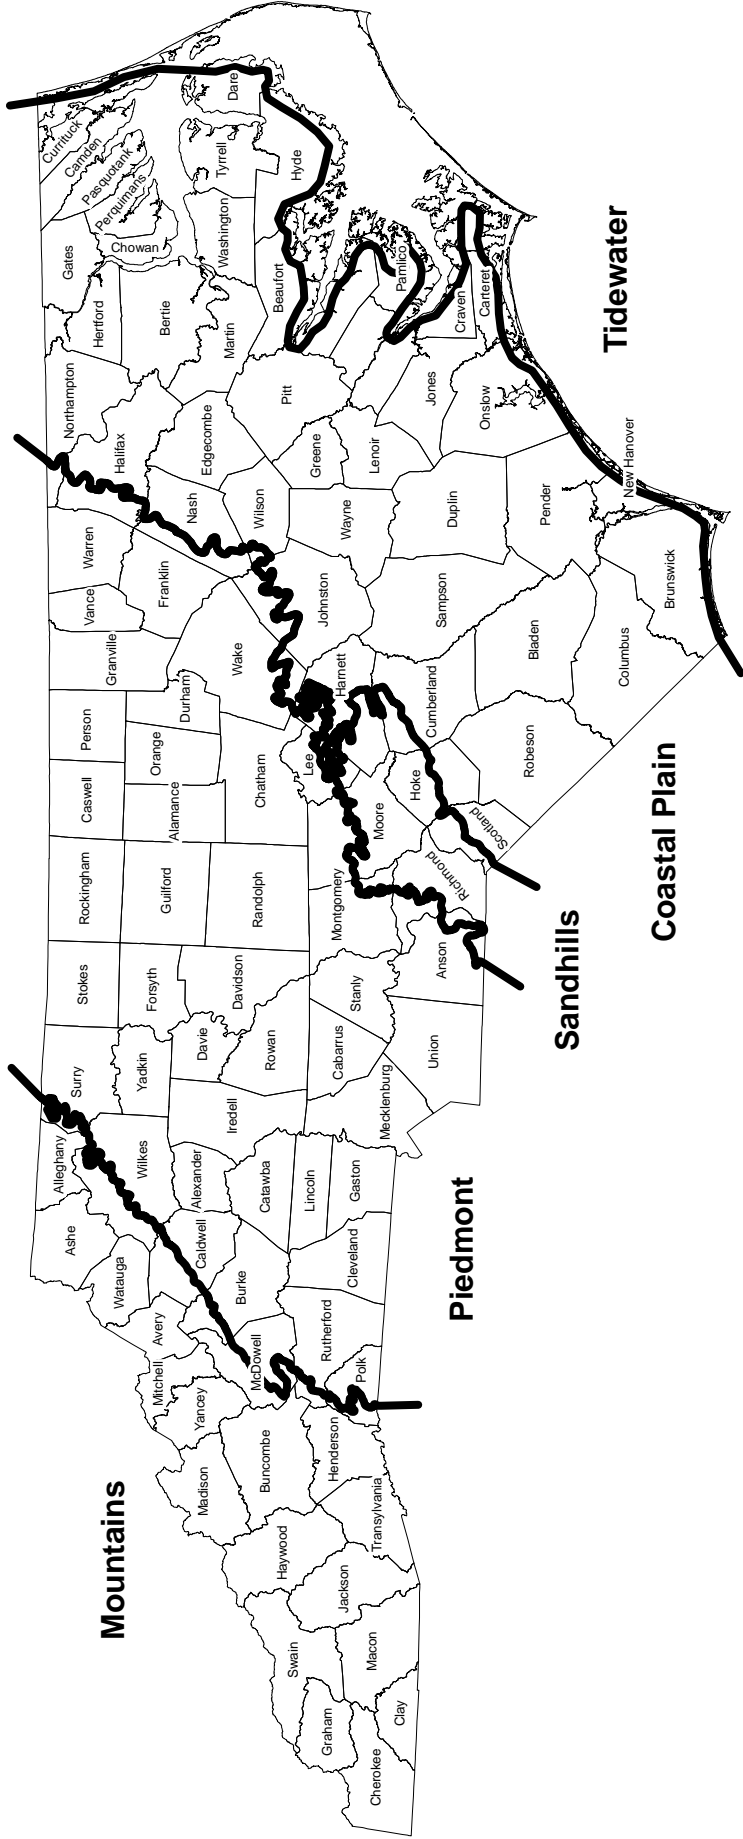 Mountains
Piedmont
Sandhills
Coastal Plain
Tidewater
Cherokee
Graham
Clay
Swain
Macon
Jackson
Haywood
Transylvania
Madison
Buncombe
Henderson
Yancey
Mitchell
Avery
McDowell
Polk
Rutherford
Watauga
Ashe
Alleghany
Wilkes
Caldwell
Burke
Cleveland
Alexander
Catawba
Lincoln
Gaston
Surry
Yadkin
Iredell
Davie
Rowan
Mecklenburg
Cabarrus
Union
Stokes
Forsyth
Davidson
Stanly
Anson
Rockingham
Guilford
Randolph
Montgomery
Richmond
Caswell
Alamance
Orange
Chatham
Moore
Scotland
Hoke
Lee
Person
Durham
Granville
Wake
Harnett
Cumberland
Robeson
Vance
Warren
Franklin
Johnston
Sampson
Bladen
Columbus
Brunswick
Halifax
Nash
Wilson
Wayne
Duplin
Pender
New Hanover
Northampton
Edgecombe
Greene
Lenoir
Jones
Onslow
Pitt
Hertford
Bertie
Martin
Beaufort
Craven
Carteret
Pamlico
Gates
Chowan
Perquimans
Pasquotank
Camden
Currituck
Washington
Tyrrell
Dare
Hyde